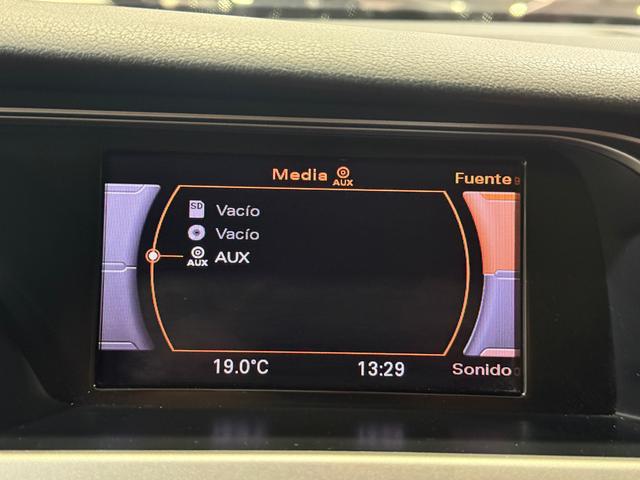 Media AUX
Fuente
SD Vacío
Vacío
AUX AUX
19.0°C 13:29
Sonido